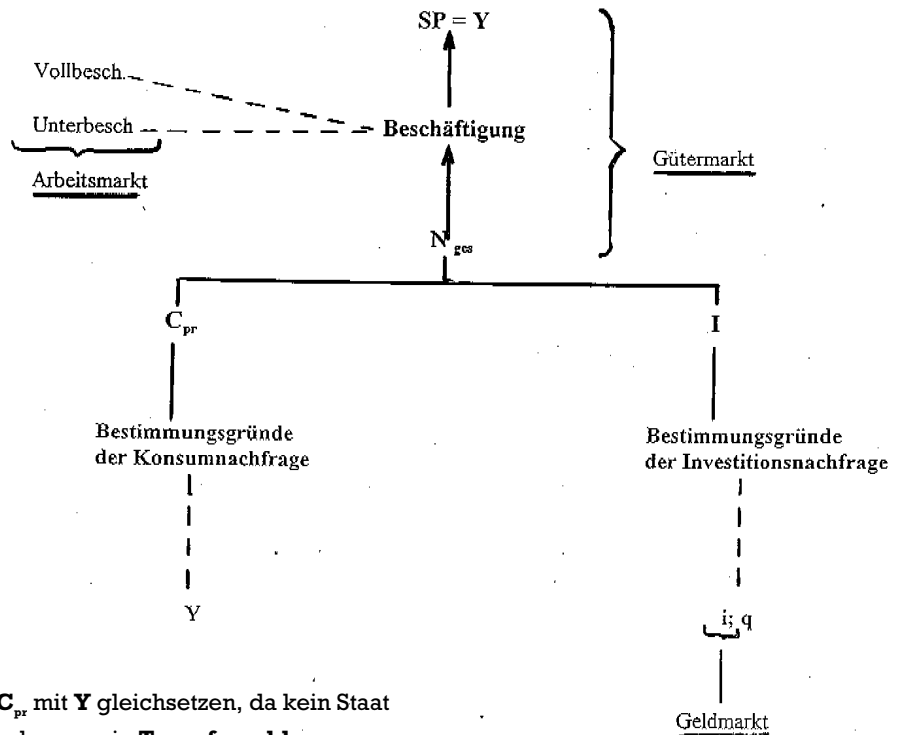 SP = Y
Vollbesch.
Unterbesch
Beschäftigung
Gütermarkt
Arbeitsmarkt
N ges
C pr
I
Bestimmungsgründe
der Konsumnachfrage
Bestimmungsgründe
der Investitionsnachfrage
Y
i; q
C pr mit Y gleichsetzen, da kein Staat
Geldmarkt